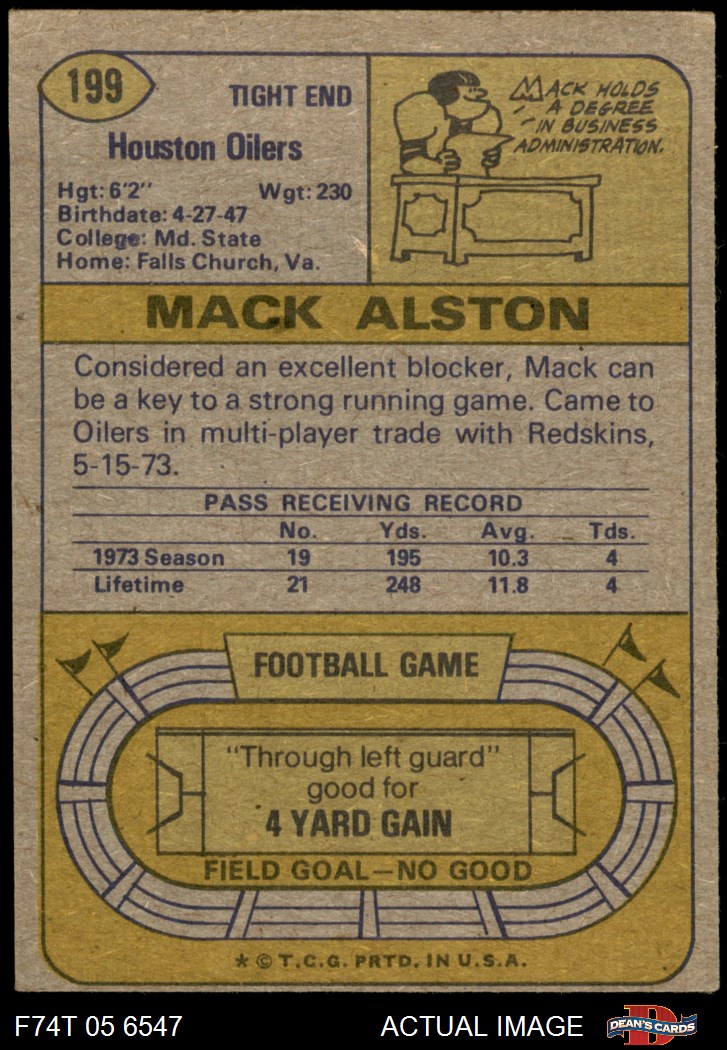 199
TIGHT END
Houston Oilers
Hgt: 6'2" Wgt: 230
Birthdate: 4-27-47
College: Md. State
Home: Falls Church, Va.
MACK HOLDS
A DEGREE
IN BUSINESS
ADMINISTRATION.
MACK ALSTON
Considered an excellent blocker, Mack can
be a key to a strong running game. Came to
Oilers in multi-player trade with Redskins,
5-15-73.
PASS RECEIVING RECORD
No. Yds. Avg. Tds.
1973 Season 19 195 10.3 4
Lifetime 21 248 11.8 4
FOOTBALL GAME
"Through left guard"
good for
4 YARD GAIN
FIELD GOAL—NO GOOD
* © T.C.G. PRTD. IN U.S.A.
F74T 05 6547 ACTUAL IMAGE
D
DEAN'S CARDS